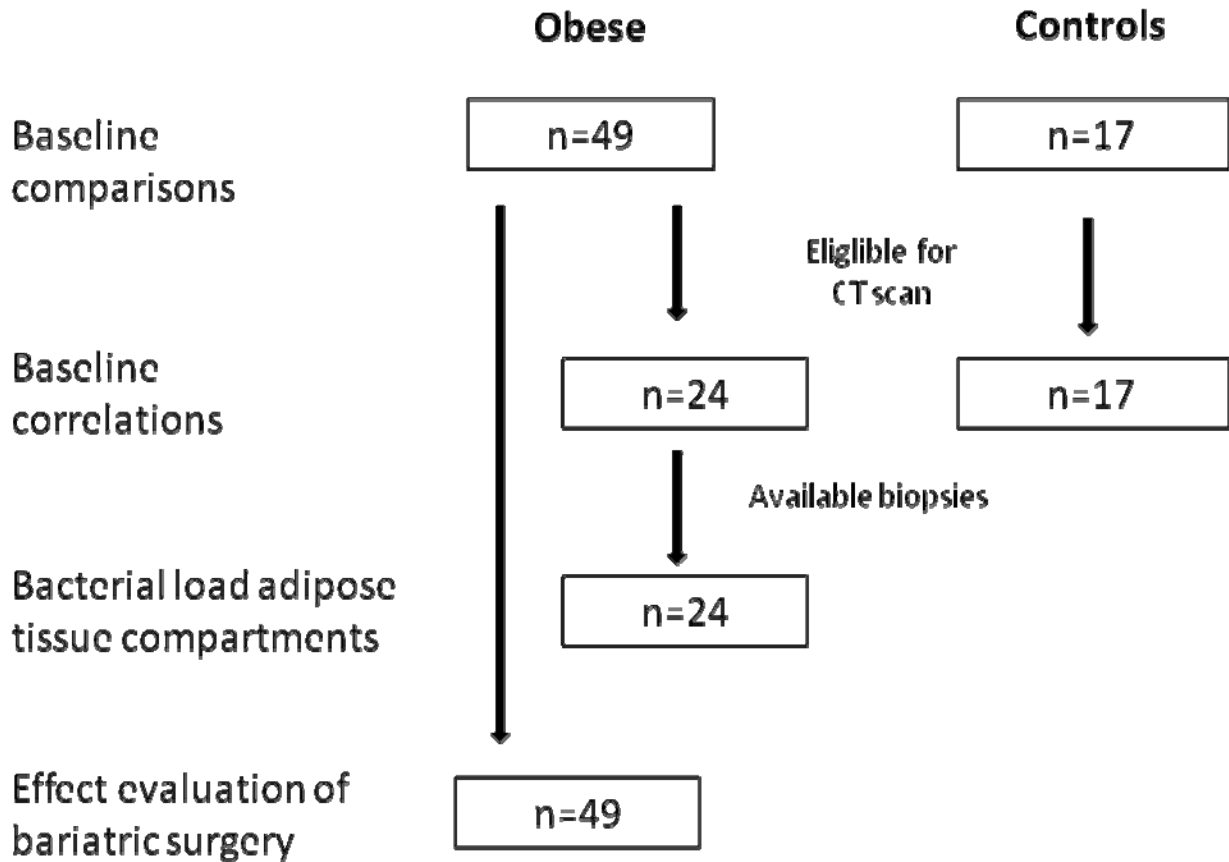 Obese
Controls
Baseline
comparisons
n=49
n=17
Eliglible for
CT scan
Baseline
correlations
n=24
n=17
Available biopsies
Bacterial load adipose
tissue compartments
n=24
Effect evaluation of
bariatric surgery
n=49